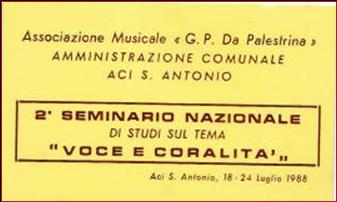 Associazione Musicale « G. P. Da Palestrina »
AMMINISTRAZIONE COMUNALE
ACI S. ANTONIO
2° SEMINARIO NAZIONALE
DI STUDI SUL TEMA
“VOCE E CORALITA’„
Aci S. Antonio, 18 - 24 Luglio 1988